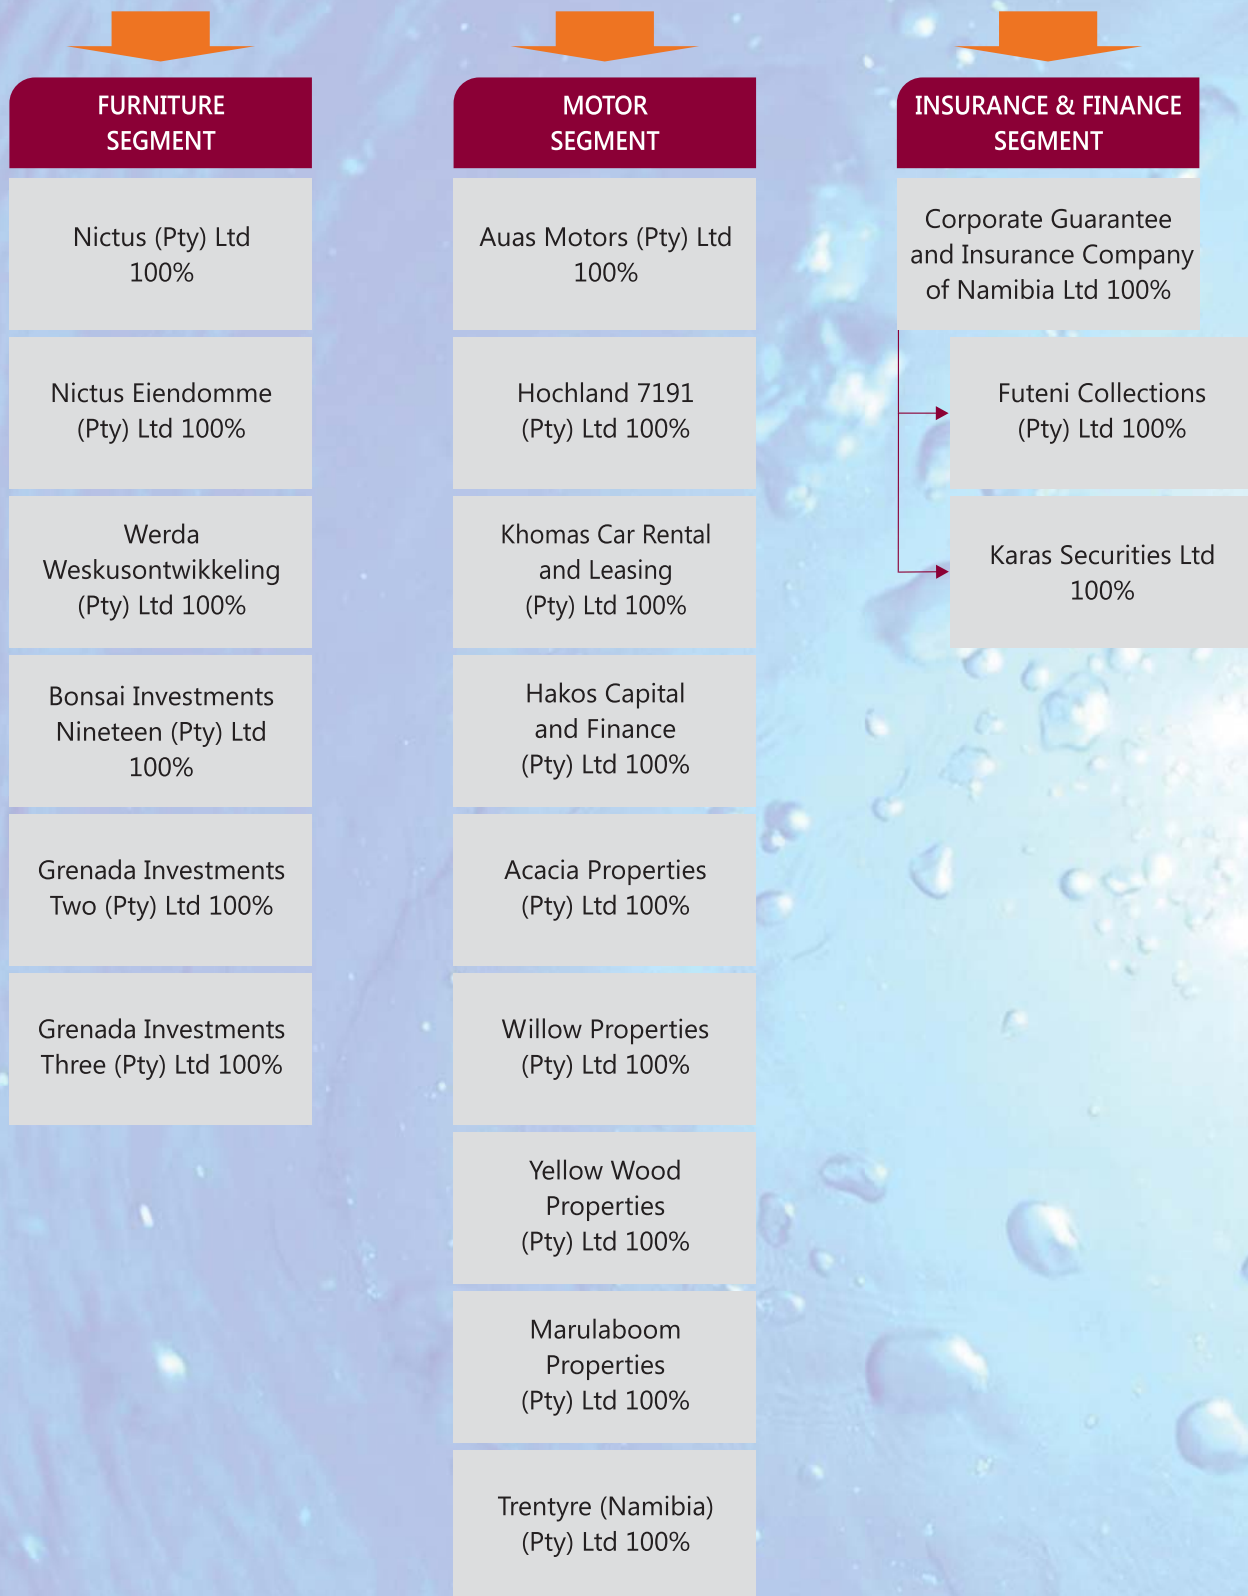 FURNITURE
SEGMENT
Nictus (Pty) Ltd
100%
Nictus Eiendomme
(Pty) Ltd 100%
Werda
Weskusontwikkeling
(Pty) Ltd 100%
Bonsai Investments
Nineteen (Pty) Ltd
100%
Grenada Investments
Two (Pty) Ltd 100%
Grenada Investments
Three (Pty) Ltd 100%
MOTOR
SEGMENT
Auas Motors (Pty) Ltd
100%
Hochland 7191
(Pty) Ltd 100%
Khomas Car Rental
and Leasing
(Pty) Ltd 100%
Hakos Capital
and Finance
(Pty) Ltd 100%
Acacia Properties
(Pty) Ltd 100%
Willow Properties
(Pty) Ltd 100%
Yellow Wood
Properties
(Pty) Ltd 100%
Marulaboom
Properties
(Pty) Ltd 100%
Trentyre (Namibia)
(Pty) Ltd 100%
INSURANCE & FINANCE
SEGMENT
Corporate Guarantee
and Insurance Company
of Namibia Ltd 100%
Futeni Collections
(Pty) Ltd 100%
Karas Securities Ltd
100%